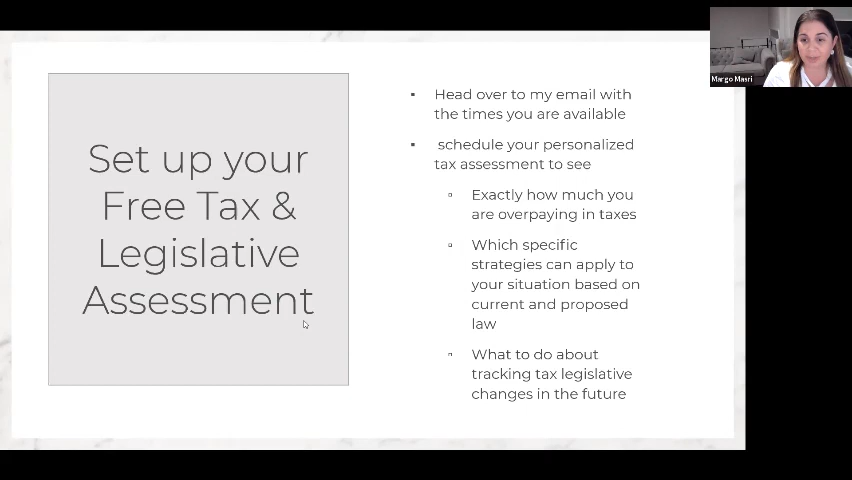 Set up your
Free Tax &
Legislative
Assessment
▪ Head over to my email with
the times you are available
▪ schedule your personalized
tax assessment to see
▫ Exactly how much you
are overpaying in taxes
▫ Which specific
strategies can apply to
your situation based on
current and proposed
law
▫ What to do about
tracking tax legislative
changes in the future
Margo Masri